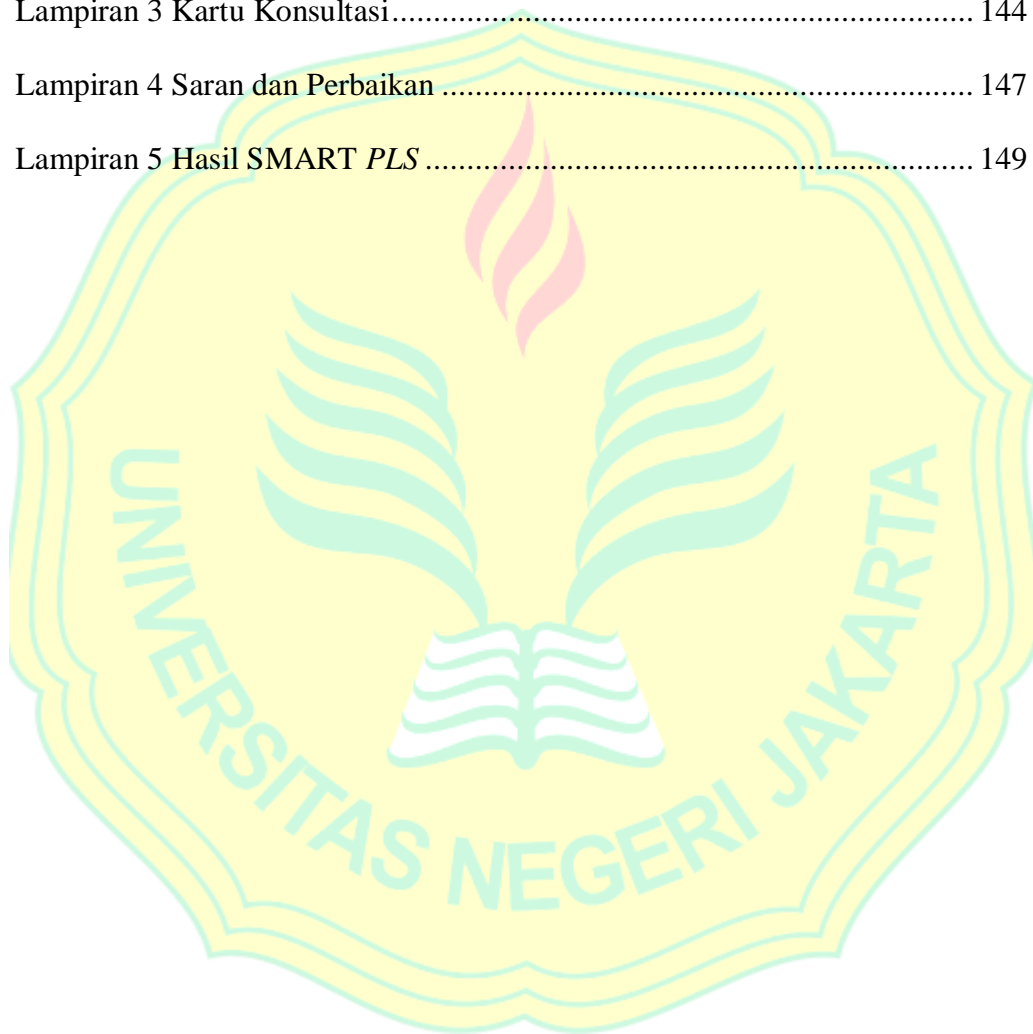 Lampiran 3 Kartu Konsultasi.......................................................................... 144
Lampiran 4 Saran dan Perbaikan .................................................................... 147
Lampiran 5 Hasil SMART PLS ...................................................................... 149
UNIVERSITAS NEGERI JAKARTA